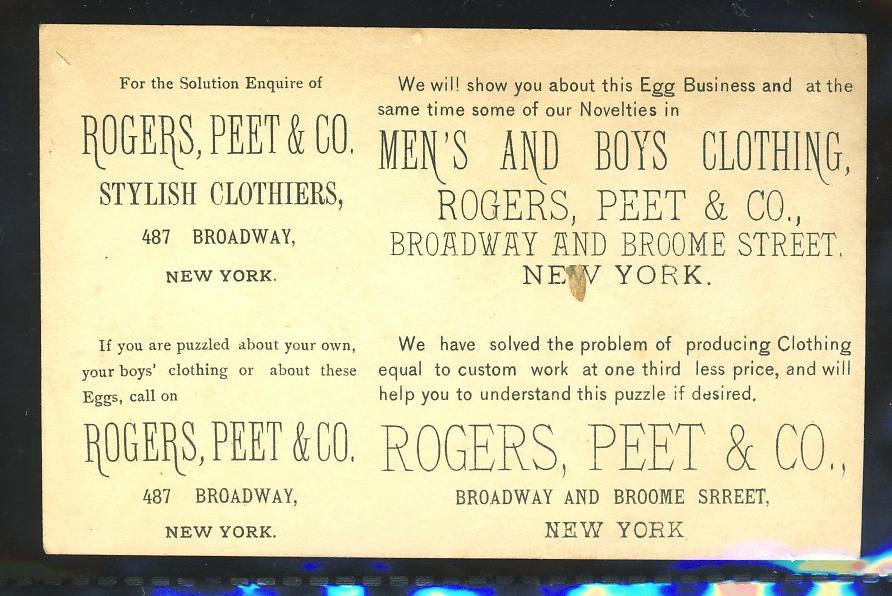 For the Solution Enquire of
ROGERS, PEET & CO.
STYLISH CLOTHIERS,
487 BROADWAY,
NEW YORK.
We will show you about this Egg Business and at the
same time some of our Novelties in
MEN'S AND BOYS CLOTHING,
ROGERS, PEET & CO.,
BROADWAY AND BROOME STREET.
NEW YORK.
If you are puzzled about your own,
your boys' clothing or about these
Eggs, call on
ROGERS, PEET & CO.
487 BROADWAY,
NEW YORK.
We have solved the problem of producing Clothing
equal to custom work at one third less price, and will
help you to understand this puzzle if desired.
ROGERS, PEET & CO.,
BROADWAY AND BROOME SRREET,
NEW YORK